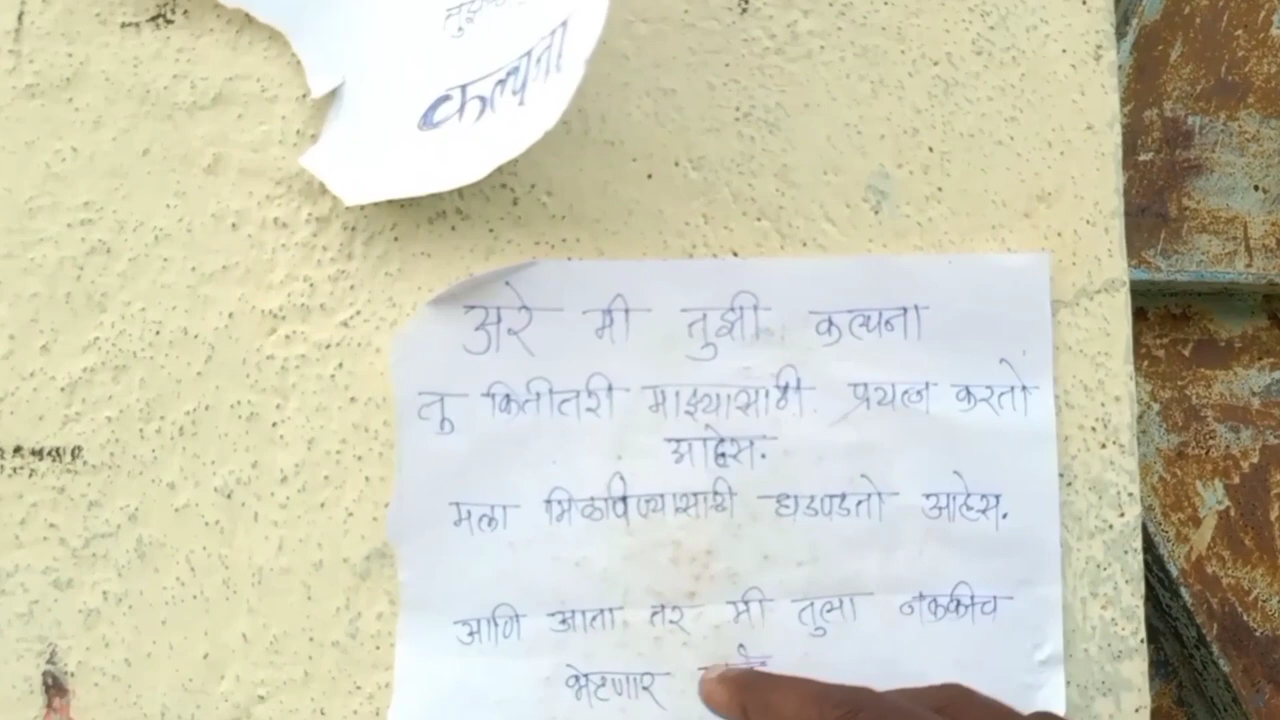 कल्पना
अरे मी तुझी कल्पना
तु कितीतरी माझ्यासाठी प्रयत्न करतो
आहेस.
मला मिळविण्यासाठी धडपडतो आहेस.
आणि आता तर मी तुला नक्कीच
भेटणार